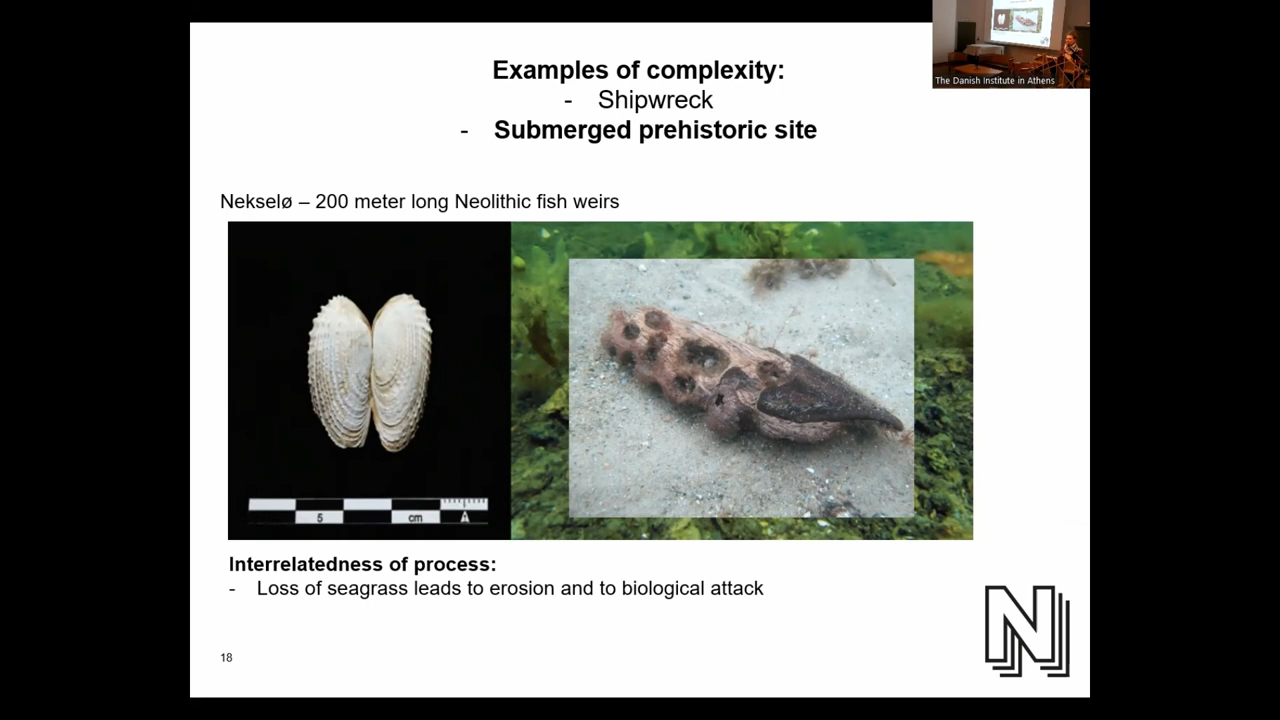 The Danish Institute in Athens
Examples of complexity:
- Shipwreck
- Submerged prehistoric site
Nekselø – 200 meter long Neolithic fish weirs
5 cm
Interrelatedness of process:
- Loss of seagrass leads to erosion and to biological attack
18
N